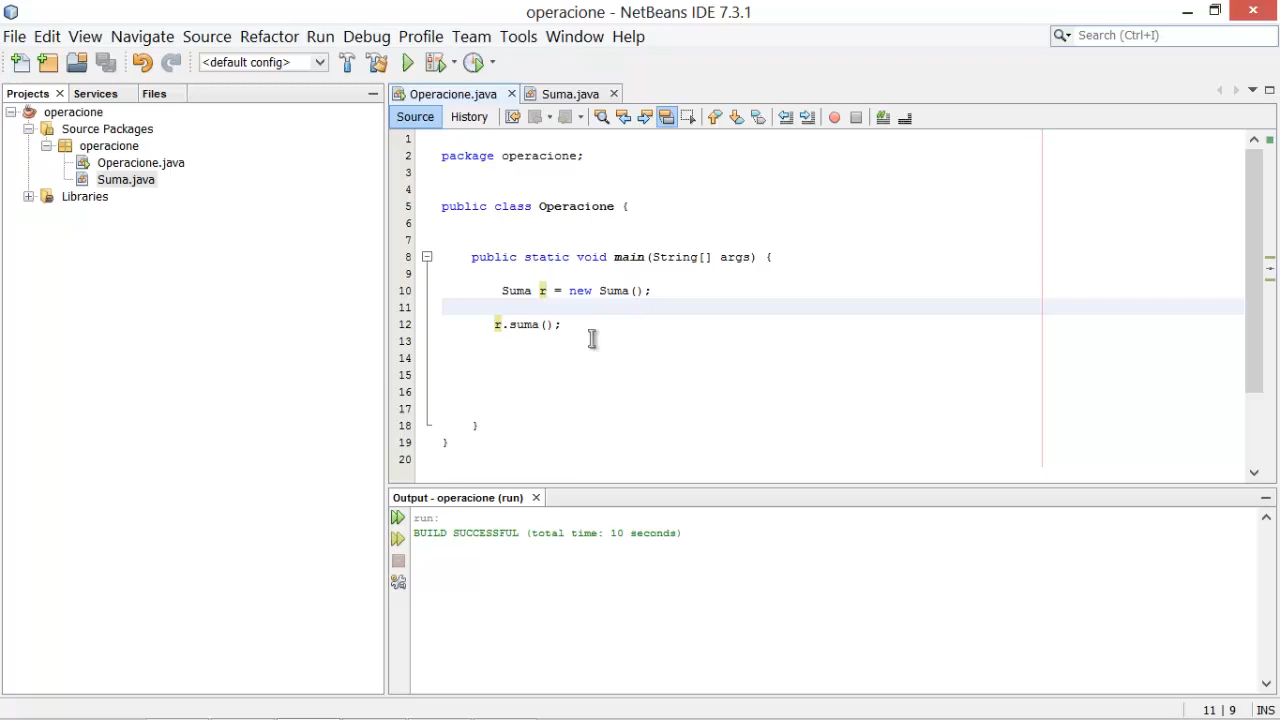 operacione - NetBeans IDE 7.3.1
File Edit View Navigate Source Refactor Run Debug Profile Team Tools Window Help
Search (Ctrl+I)
<default config>
Projects Services Files
operacione
Source Packages
operacione
Operacione.java
Suma.java
Libraries
Operacione.java Suma.java
Source History
1
2 package operacione;
3
4
5 public class Operacione {
6
7
8 public static void main(String[] args) {
9
10 Suma r = new Suma();
11
12 r.suma();
13
14
15
16
17
18 }
19 }
20
Output - operacione (run)
run:
BUILD SUCCESSFUL (total time: 10 seconds)
11 | 9 INS